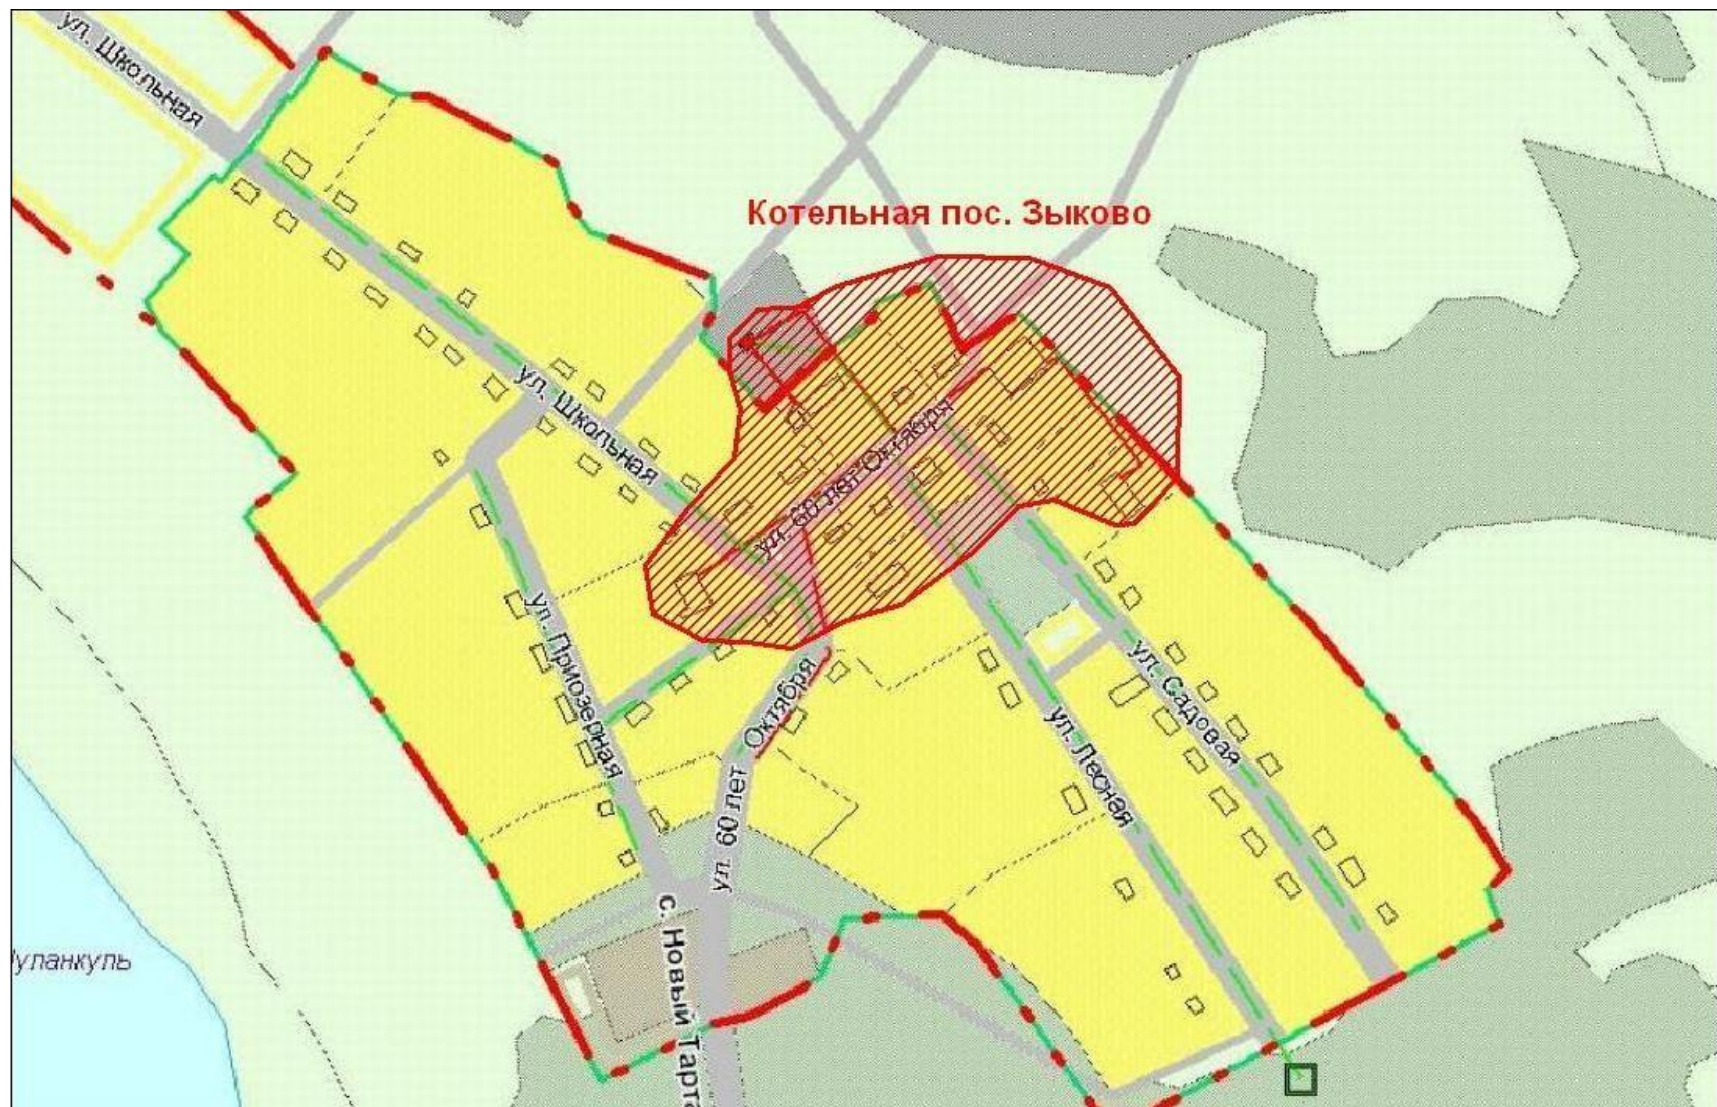 ул. Школьная
Котельная пос. Зыково
ул. Школьная
ул. 60 лет Октября
ул. Приозерная
ул. 60 лет Октября
ул. Садовая
ул. Лесная
с. Новый Тарта
уланкуль